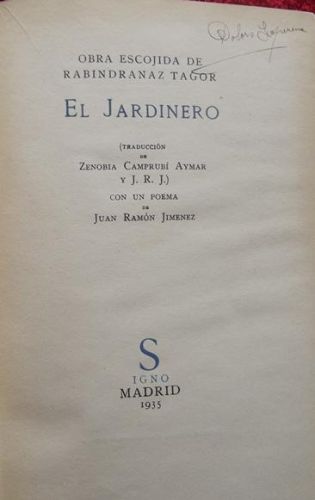 OBRA ESCOJIDA DE
RABINDRANAZ TAGOR
EL JARDINERO
(TRADUCCIÓN
DE
ZENOBIA CAMPRUBÍ AYMAR
Y J. R. J.)
CON UN POEMA
DE
JUAN RAMÓN JIMENEZ
S
IGNO
MADRID
1935